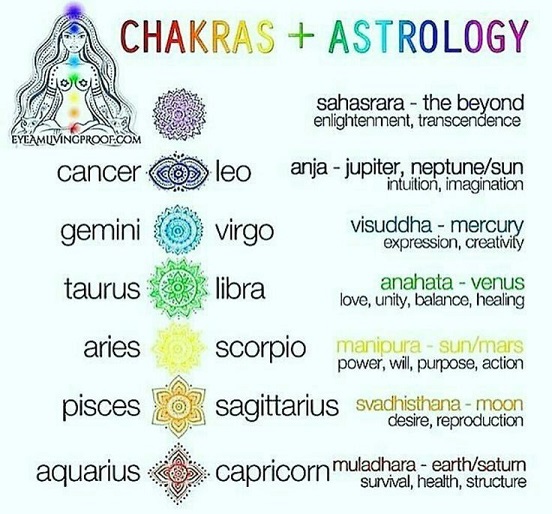 CHAKRAS + ASTROLOGY
EYEAMLIVINGPROOF.COM
sahasrara - the beyond
enlightenment, transcendence
cancer leo anja - jupiter, neptune/sun
intuition, imagination
gemini virgo visuddha - mercury
expression, creativity
taurus libra anahata - venus
love, unity, balance, healing
aries scorpio manipura - sun/mars
power, will, purpose, action
pisces sagittarius svadhisthana - moon
desire, reproduction
aquarius capricorn muladhara - earth/saturn
survival, health, structure